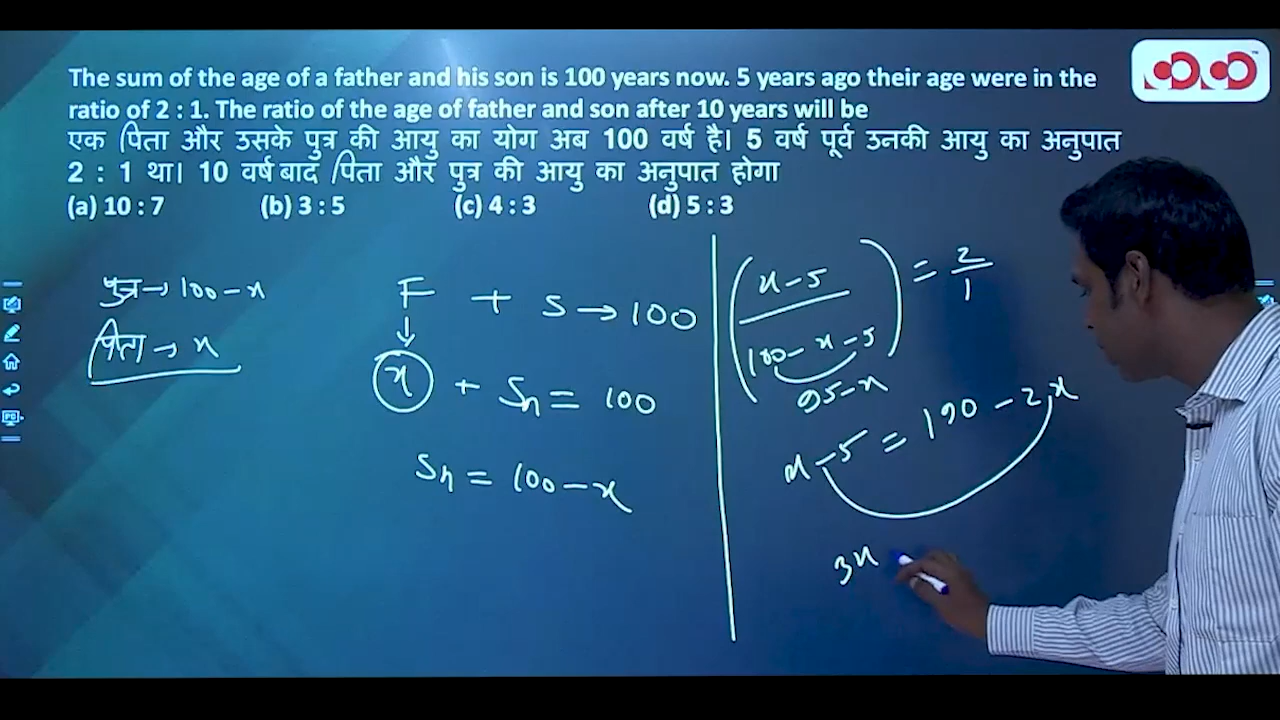 The sum of the age of a father and his son is 100 years now. 5 years ago their age were in the
ratio of 2 : 1. The ratio of the age of father and son after 10 years will be
एक पिता और उसके पुत्र की आयु का योग अब 100 वर्ष है। 5 वर्ष पूर्व उनकी आयु का अनुपात
2 : 1 था। 10 वर्ष बाद पिता और पुत्र की आयु का अनुपात होगा
(a) 10 : 7 (b) 3 : 5 (c) 4 : 3 (d) 5 : 3
पुत्र → 100 - x
पिता → x
F + S → 100
x + Sn = 100
Sn = 100 - x
(x - 5 / 100 - x - 5) = 2/1
95 - x
x - 5 = 190 - 2x
3x